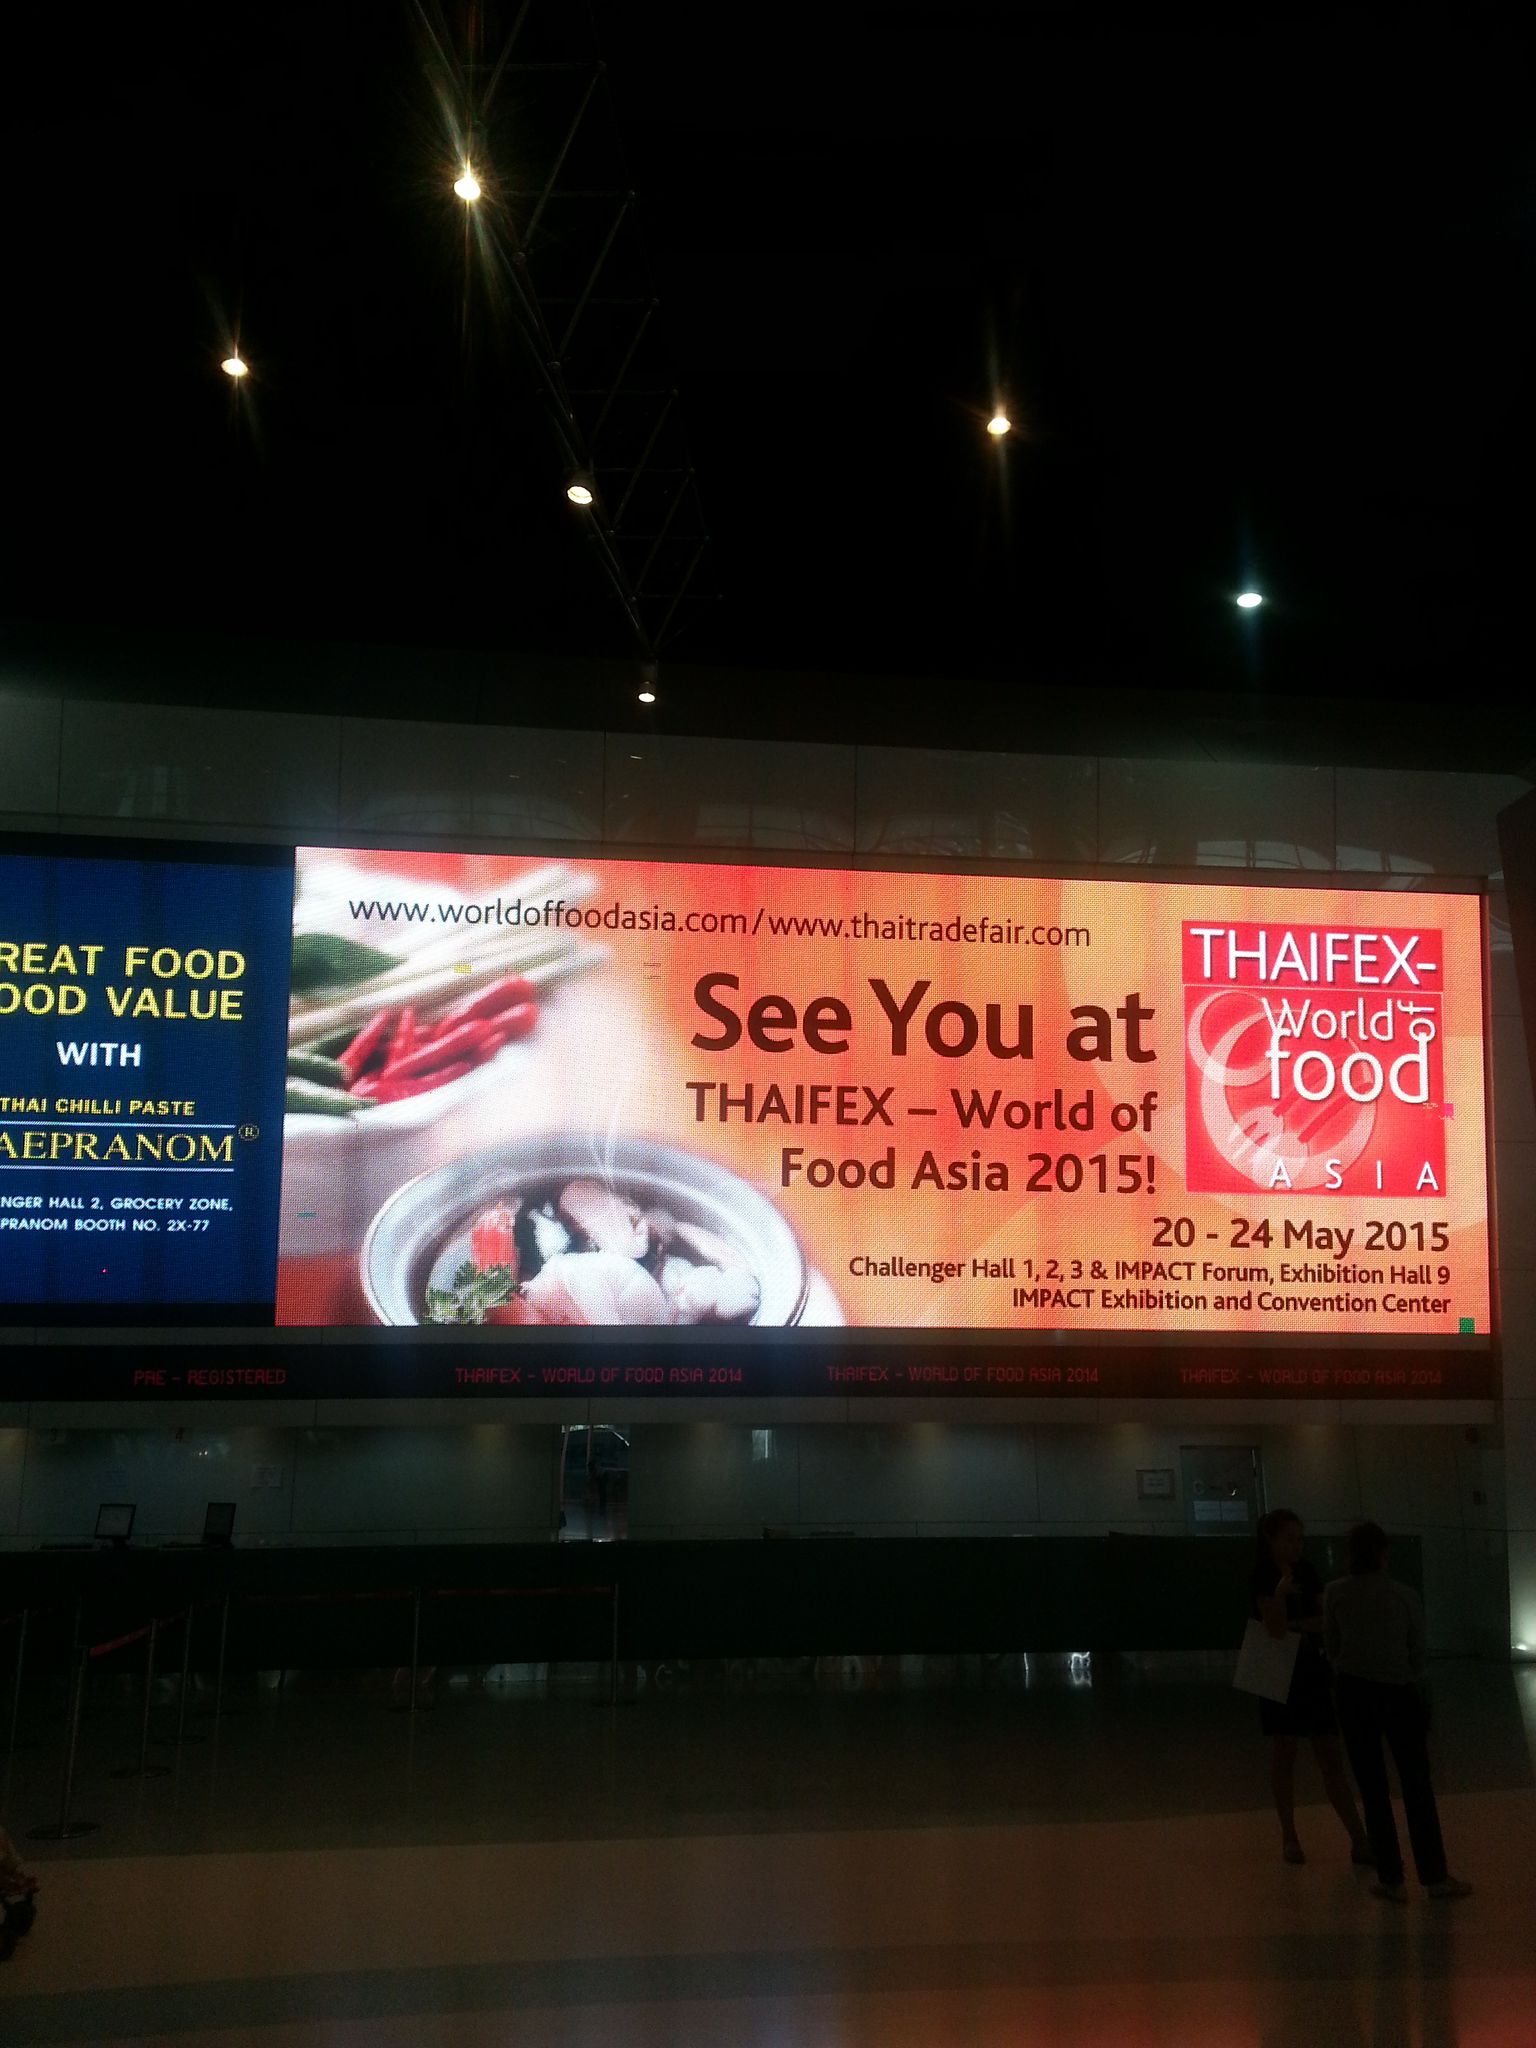 REAT FOOD
OOD VALUE
WITH
THAI CHILLI PASTE
AEPRANOM®
NGER HALL 2, GROCERY ZONE,
PRANOM BOOTH NO. 2X-77
www.worldoffoodasia.com/www.thaitradefair.com
See You at
THAIFEX – World of
Food Asia 2015!
THAIFEX-
World of
food
ASIA
20 - 24 May 2015
Challenger Hall 1, 2, 3 & IMPACT Forum, Exhibition Hall 9
IMPACT Exhibition and Convention Center
PRE - REGISTERED
THAIFEX - WORLD OF FOOD ASIA 2014
THAIFEX - WORLD OF FOOD ASIA 2014
THAIFEX - WORLD OF FOOD ASIA 2014